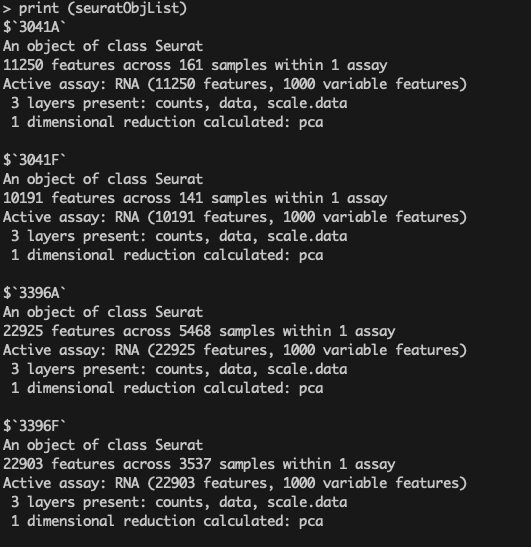 > print (seuratObjList)
$`3041A`
An object of class Seurat
11250 features across 161 samples within 1 assay
Active assay: RNA (11250 features, 1000 variable features)
 3 layers present: counts, data, scale.data
 1 dimensional reduction calculated: pca

$`3041F`
An object of class Seurat
10191 features across 141 samples within 1 assay
Active assay: RNA (10191 features, 1000 variable features)
 3 layers present: counts, data, scale.data
 1 dimensional reduction calculated: pca

$`3396A`
An object of class Seurat
22925 features across 5468 samples within 1 assay
Active assay: RNA (22925 features, 1000 variable features)
 3 layers present: counts, data, scale.data
 1 dimensional reduction calculated: pca

$`3396F`
An object of class Seurat
22903 features across 3537 samples within 1 assay
Active assay: RNA (22903 features, 1000 variable features)
 3 layers present: counts, data, scale.data
 1 dimensional reduction calculated: pca